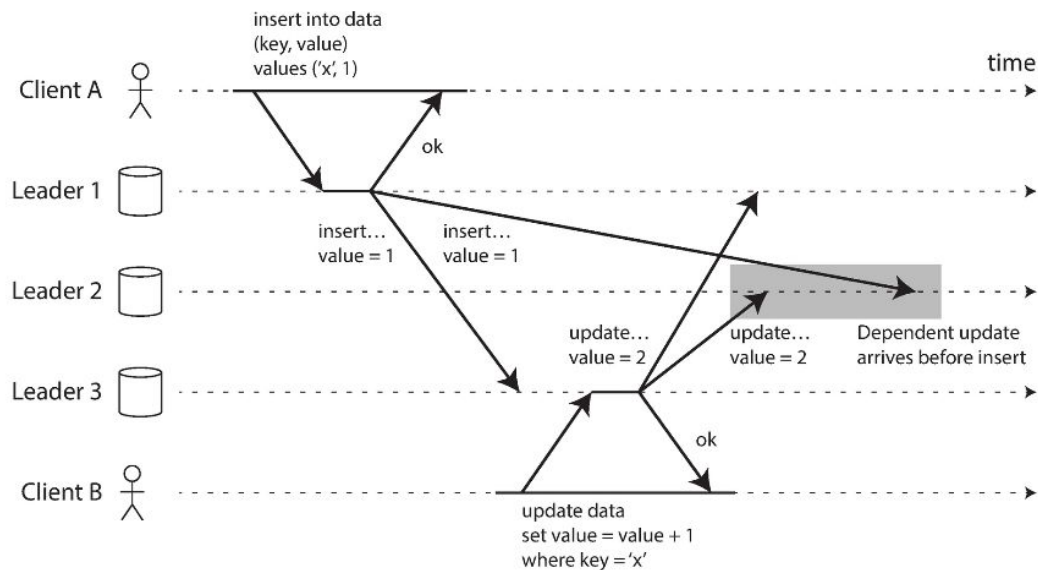 insert into data
(key, value)
values (‘x’, 1)
time
Client A
ok
Leader 1
insert…
value = 1
insert…
value = 1
Leader 2
update…
value = 2
update…
value = 2
Dependent update
arrives before insert
Leader 3
ok
Client B
update data
set value = value + 1
where key = ‘x’